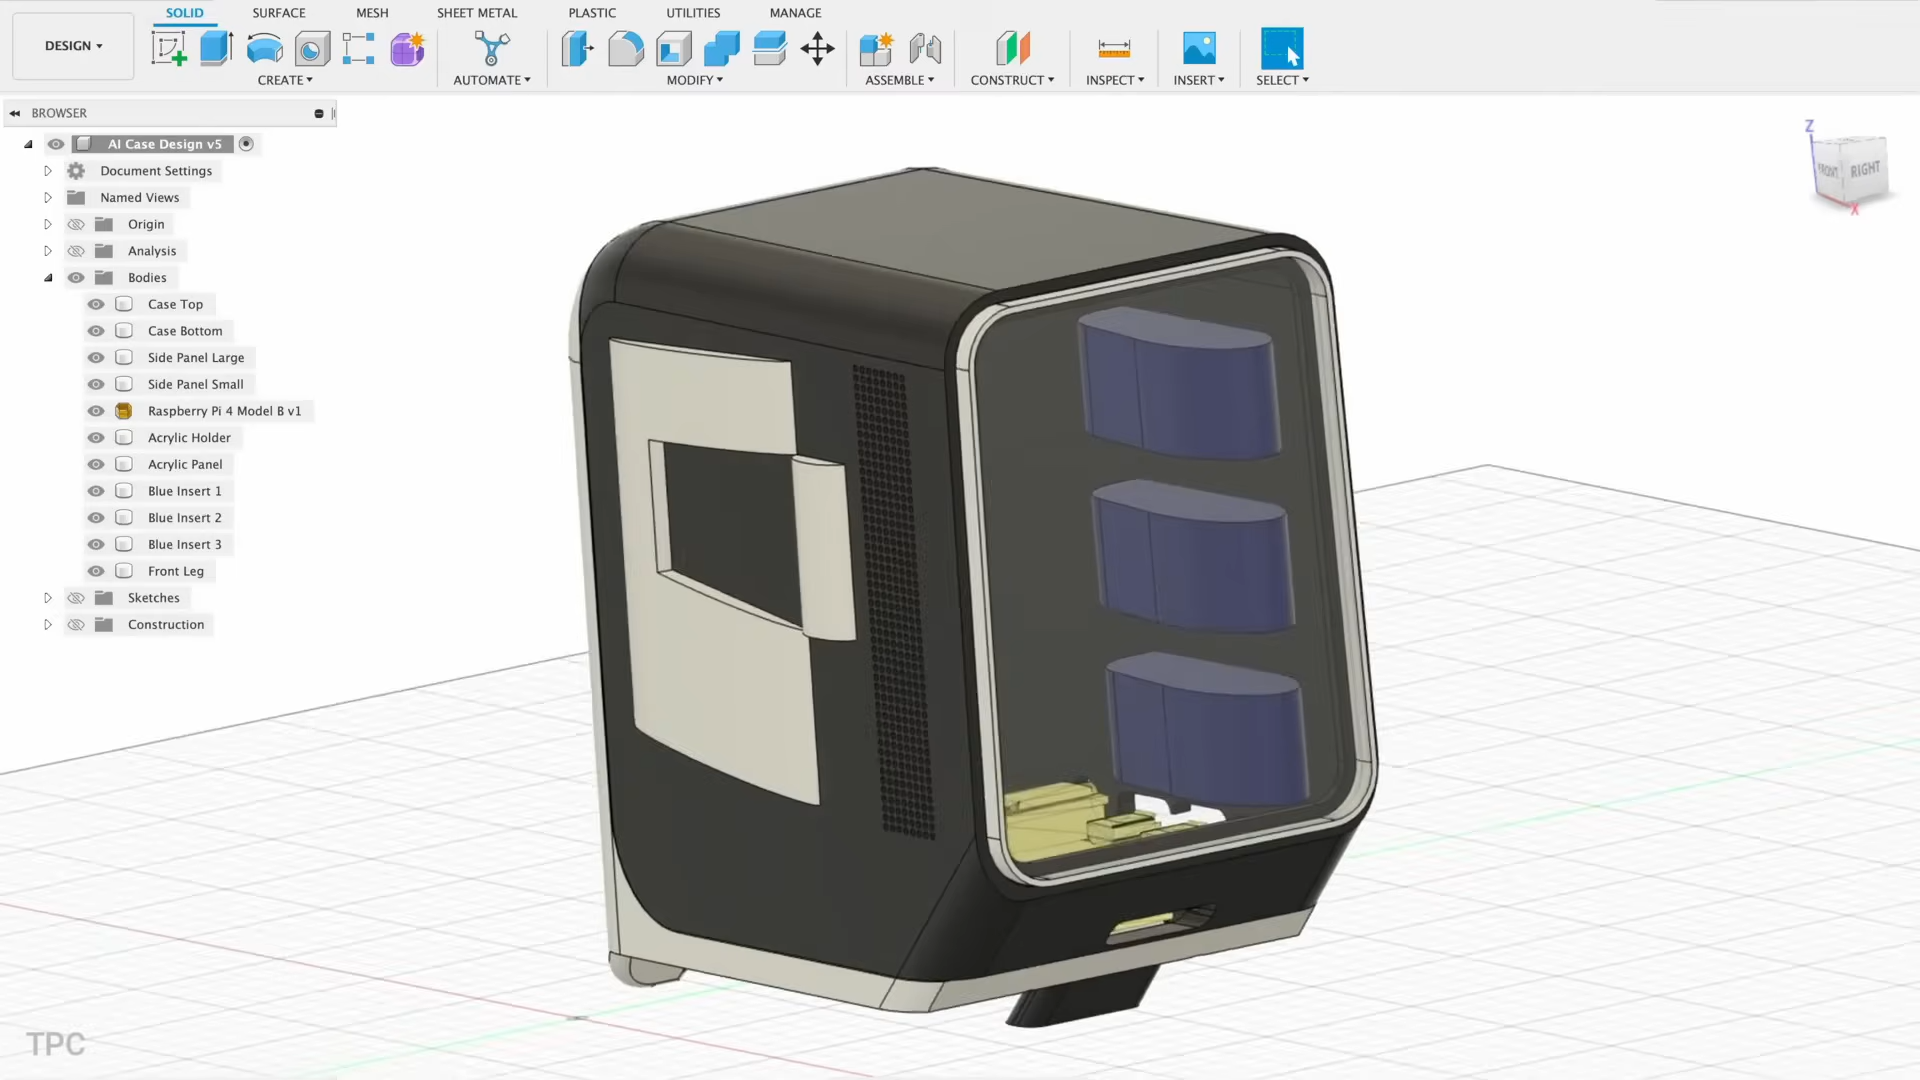 DESIGN
SOLID
SURFACE
MESH
SHEET METAL
PLASTIC
UTILITIES
MANAGE
CREATE
AUTOMATE
MODIFY
ASSEMBLE
CONSTRUCT
INSPECT
INSERT
SELECT
BROWSER
AI Case Design v5
Document Settings
Named Views
Origin
Analysis
Bodies
Case Top
Case Bottom
Side Panel Large
Side Panel Small
Raspberry Pi 4 Model B v1
Acrylic Holder
Acrylic Panel
Blue Insert 1
Blue Insert 2
Blue Insert 3
Front Leg
Sketches
Construction
Z
FRONT
RIGHT
X
TPC